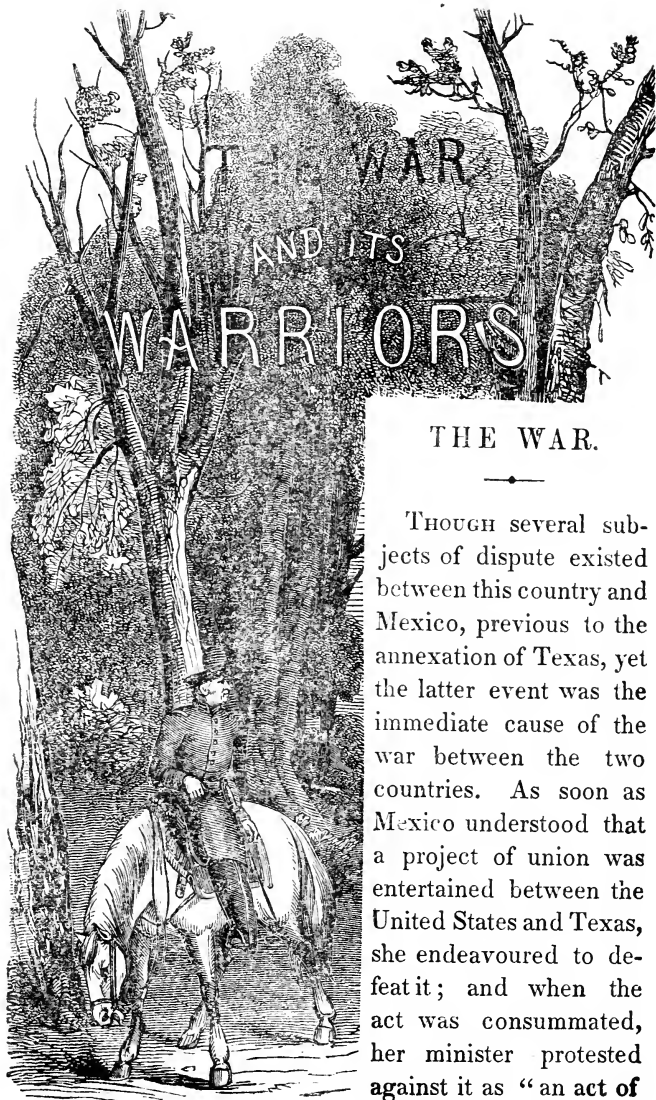 THE WAR
AND ITS
WARRIORS
THE WAR.
THOUGH several sub-
jects of dispute existed
between this country and
Mexico, previous to the
annexation of Texas, yet
the latter event was the
immediate cause of the
war between the two
countries. As soon as
Mexico understood that
a project of union was
entertained between the
United States and Texas,
she endeavoured to de-
feat it; and when the
act was consummated,
her minister protested
against it as “an act of